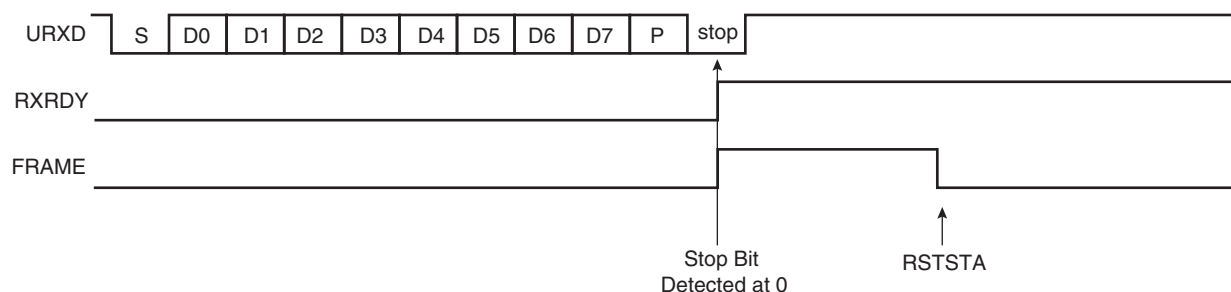 URXD S D0 D1 D2 D3 D4 D5 D6 D7 P stop
RXRDY
FRAME
Stop Bit
Detected at 0
RSTSTA